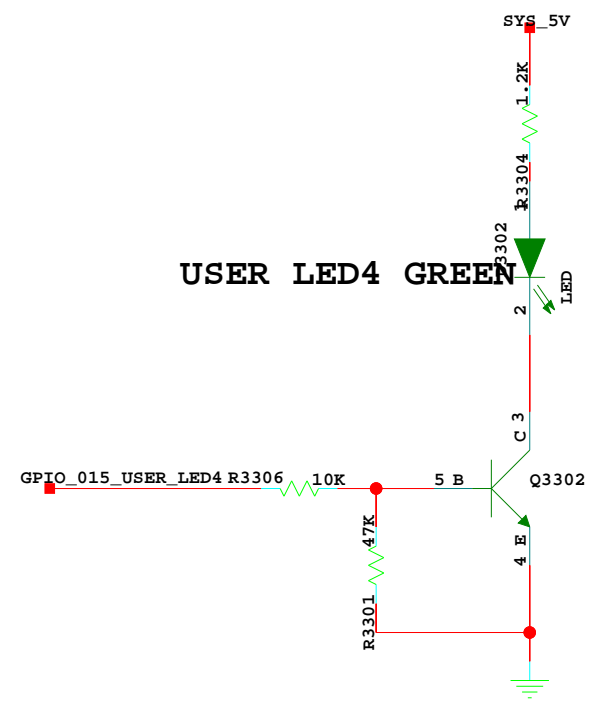 SYS_5V
1.2K
R3304
1
3302
USER LED4 GREEN
LED
2
C 3
GPIO_015_USER_LED4 R3306 10K
5 B
Q3302
47K
4 E
R3301